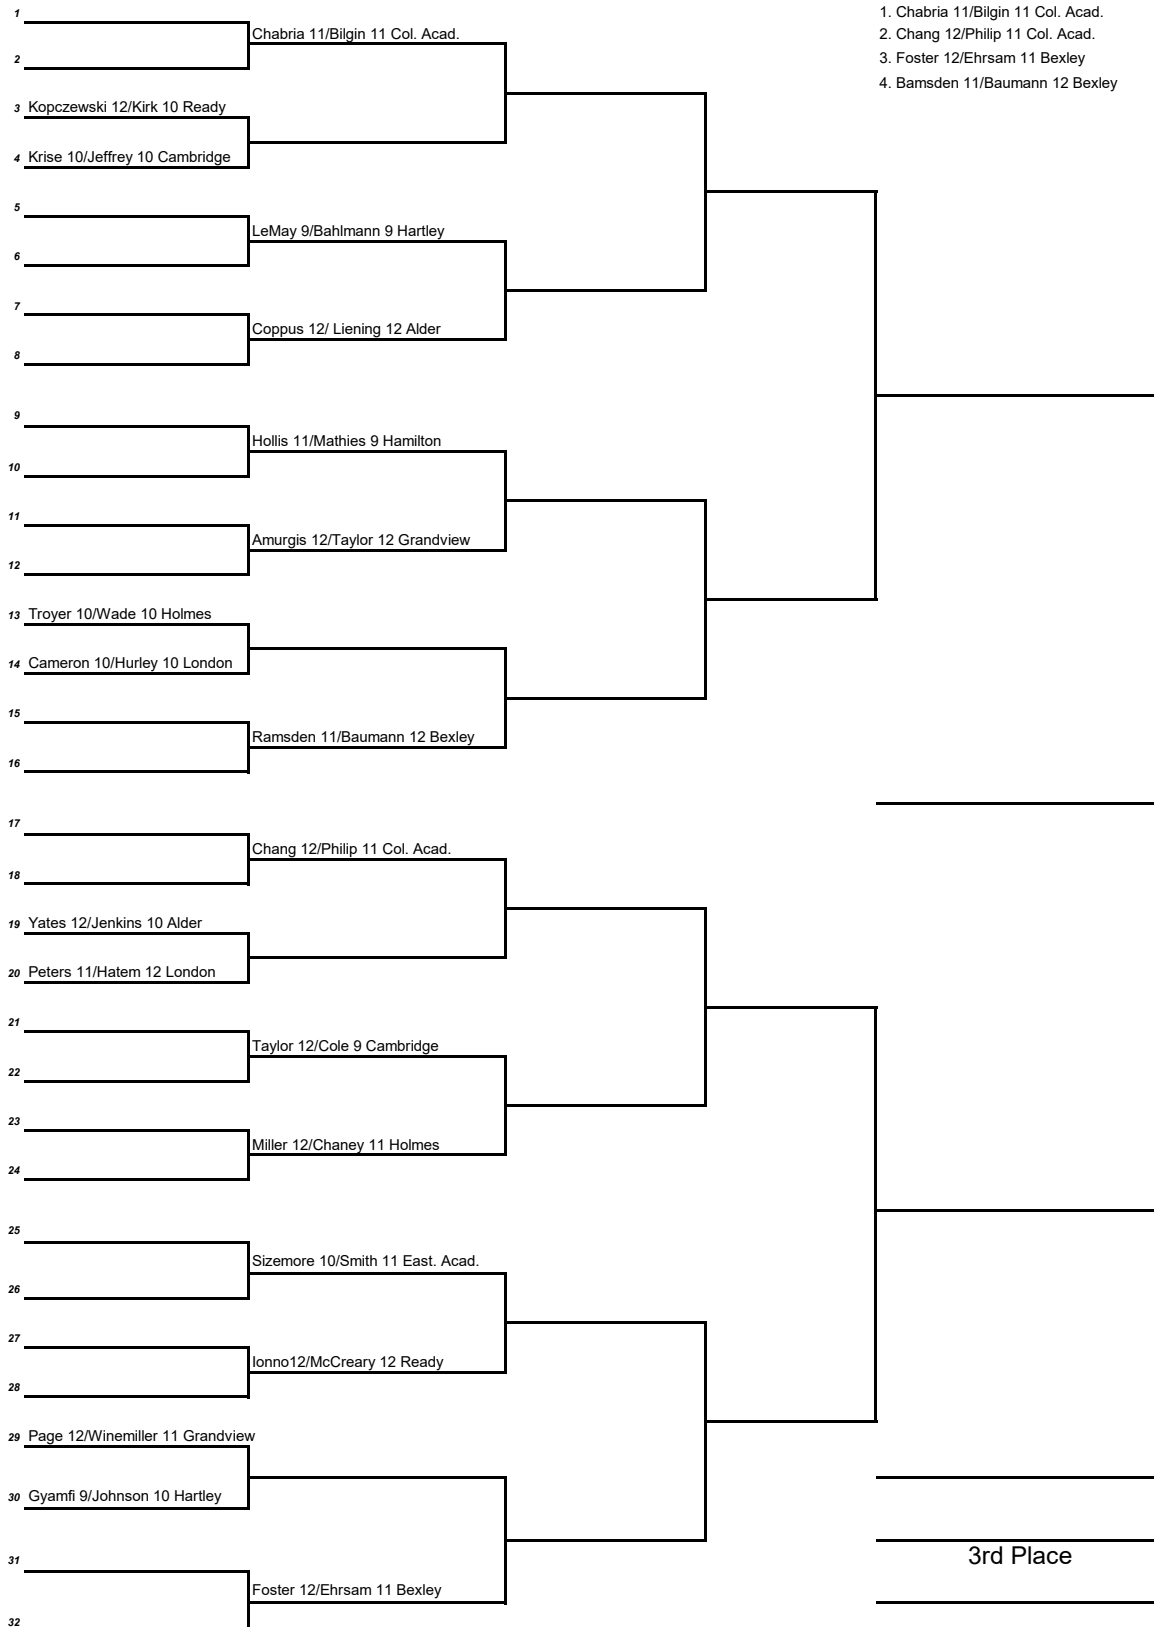 1
1. Chabria 11/Bilgin 11 Col. Acad.
Chabria 11/Bilgin 11 Col. Acad.
2. Chang 12/Philip 11 Col. Acad.
2
3. Foster 12/Ehrsam 11 Bexley
4. Bamsden 11/Baumann 12 Bexley
3 Kopczewski 12/Kirk 10 Ready
4 Krise 10/Jeffrey 10 Cambridge
5
LeMay 9/Bahlmann 9 Hartley
6
7
Coppus 12/ Liening 12 Alder
8
9
Hollis 11/Mathies 9 Hamilton
10
11
Amurgis 12/Taylor 12 Grandview
12
13 Troyer 10/Wade 10 Holmes
14 Cameron 10/Hurley 10 London
15
Ramsden 11/Baumann 12 Bexley
16
17
Chang 12/Philip 11 Col. Acad.
18
19 Yates 12/Jenkins 10 Alder
20 Peters 11/Hatem 12 London
21
Taylor 12/Cole 9 Cambridge
22
23
Miller 12/Chaney 11 Holmes
24
25
Sizemore 10/Smith 11 East. Acad.
26
27
Ionno12/McCreary 12 Ready
28
29 Page 12/Winemiller 11 Grandview
30 Gyamfi 9/Johnson 10 Hartley
3rd Place
31
Foster 12/Ehrsam 11 Bexley
32